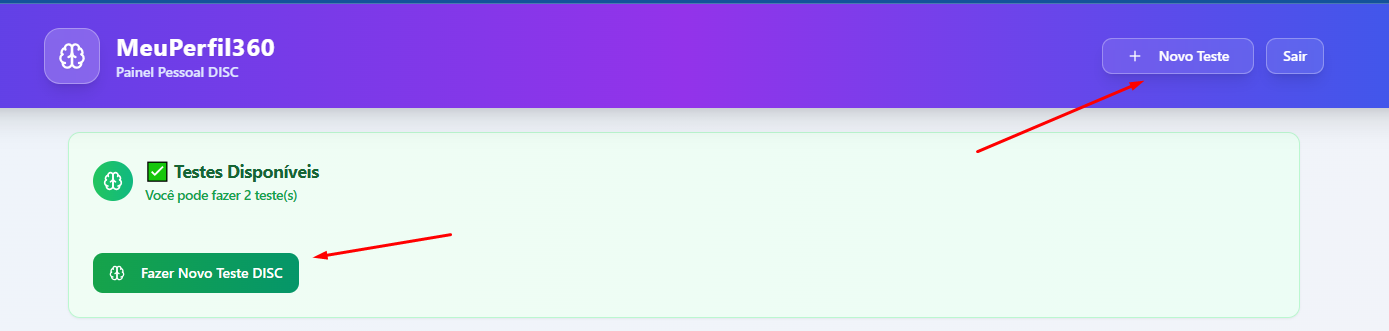 MeuPerfil360
Painel Pessoal DISC
+ Novo Teste
Sair
✅ Testes Disponíveis
Você pode fazer 2 teste(s)
Fazer Novo Teste DISC